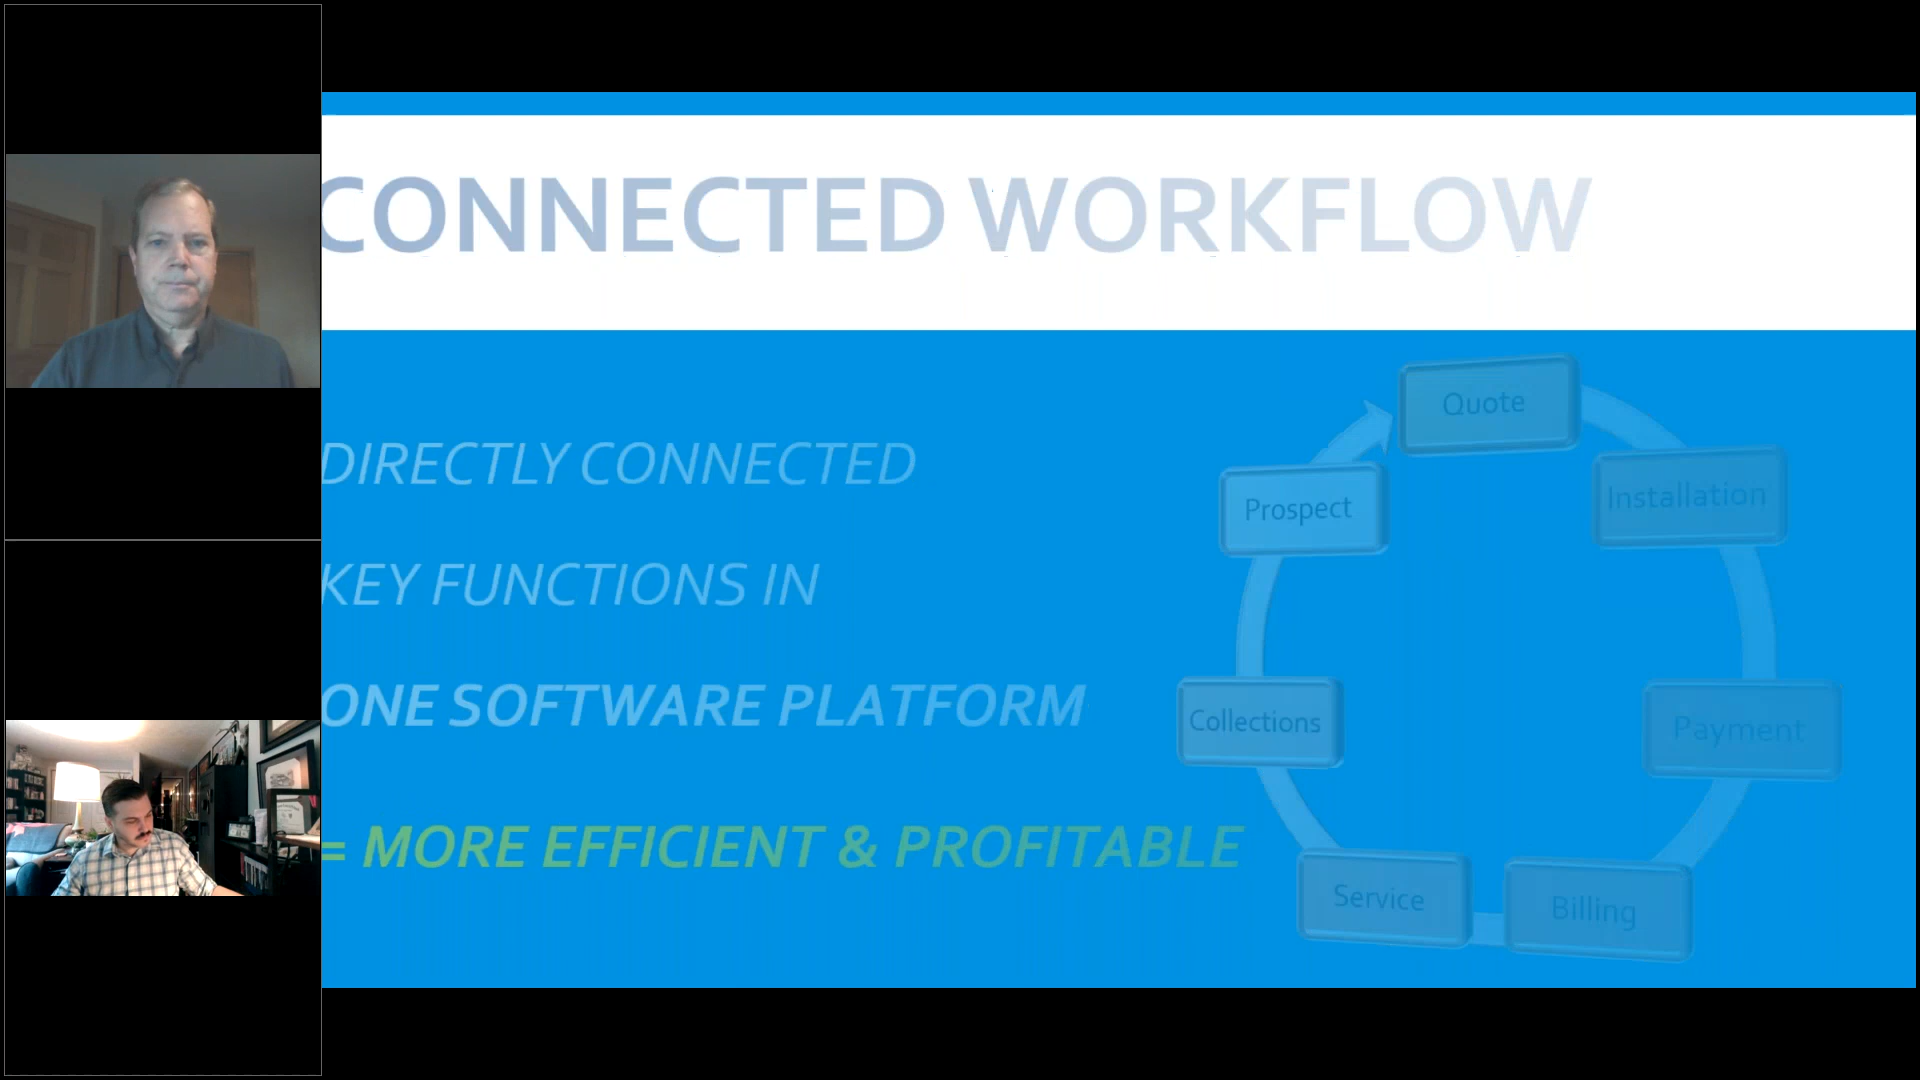 CONNECTED WORKFLOW
DIRECTLY CONNECTED
KEY FUNCTIONS IN
ONE SOFTWARE PLATFORM
= MORE EFFICIENT & PROFITABLE
Quote
Installation
Payment
Billing
Service
Collections
Prospect